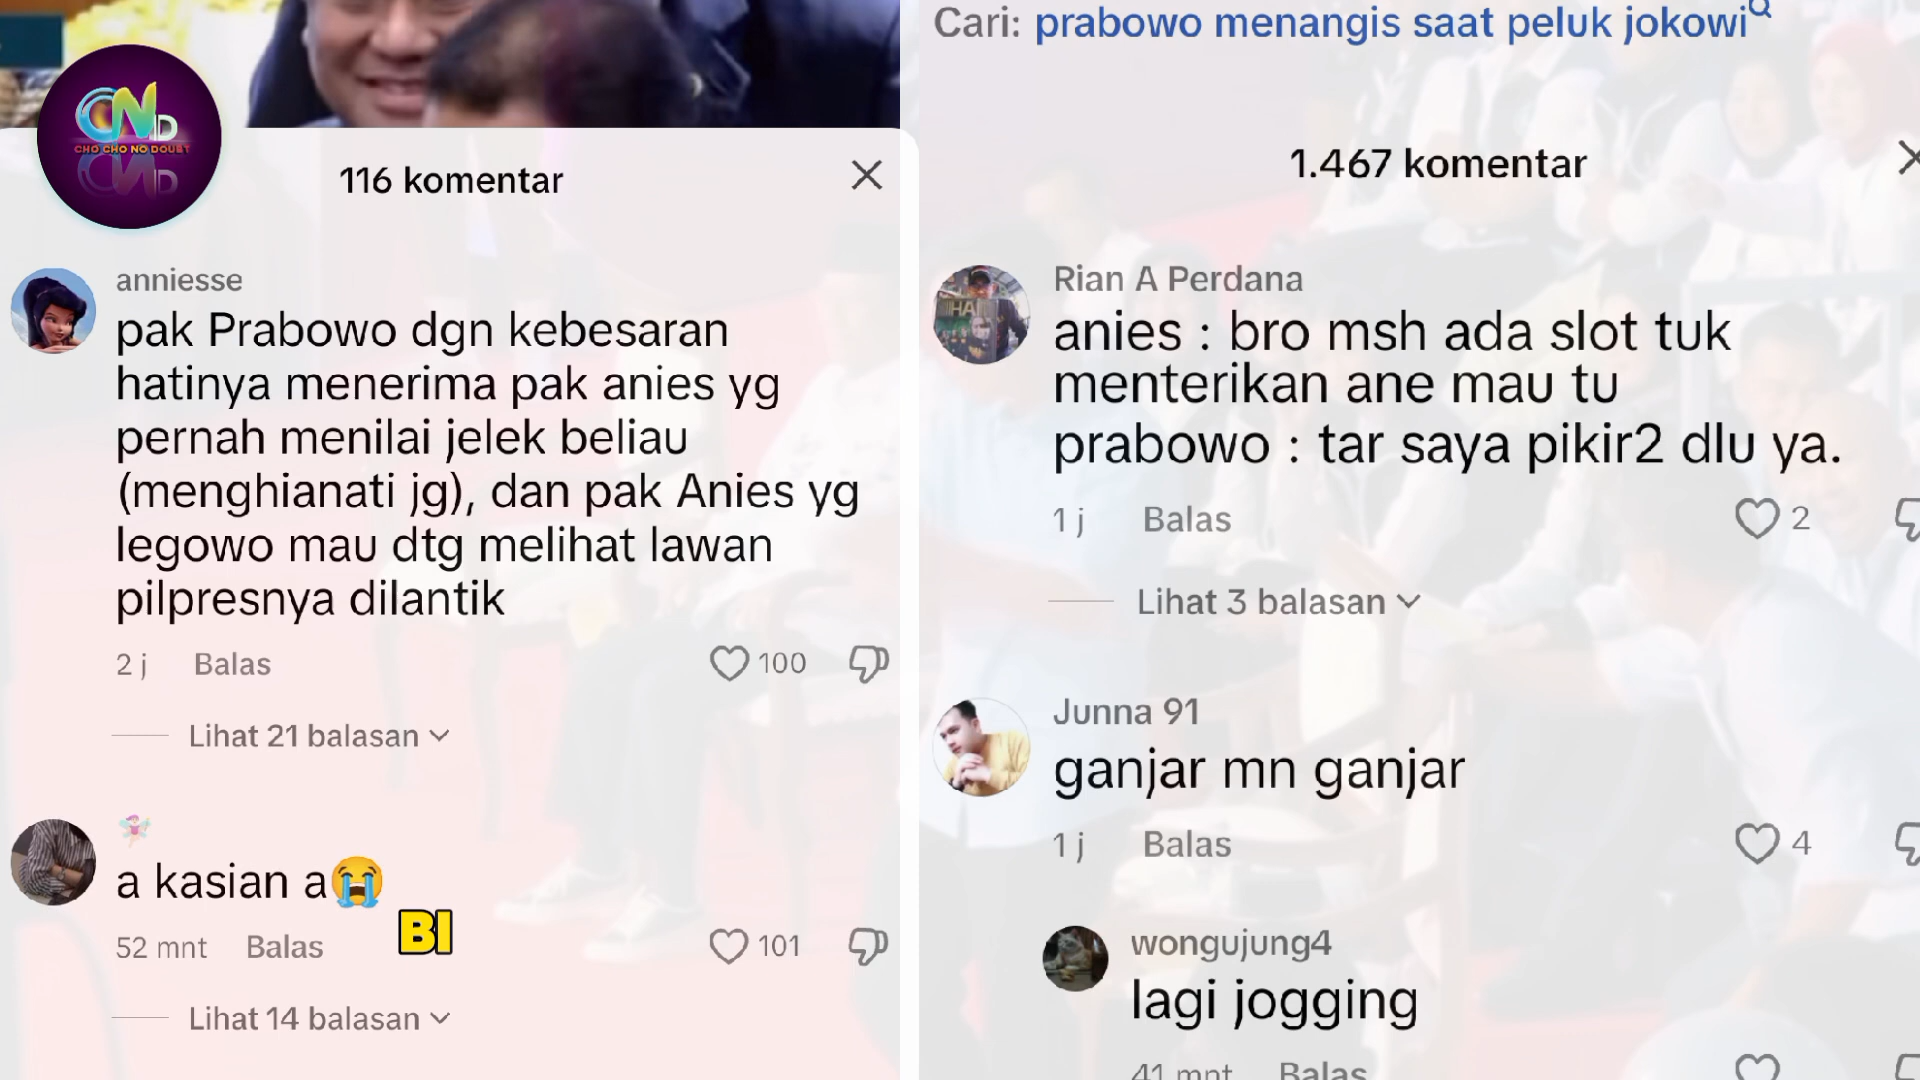 CND
CHO CHO NO DOUBT
116 komentar
anniesse
pak Prabowo dgn kebesaran
hatinya menerima pak anies yg
pernah menilai jelek beliau
(menghianati jg), dan pak Anies yg
legowo mau dtg melihat lawan
pilpresnya dilantik
2 j Balas 100
Lihat 21 balasan
a kasian a😭
BI
52 mnt Balas 101
Lihat 14 balasan
Cari: prabowo menangis saat peluk jokowi
1.467 komentar
Rian A Perdana
anies : bro msh ada slot tuk
menterikan ane mau tu
prabowo : tar saya pikir2 dlu ya.
1 j Balas 2
Lihat 3 balasan
Junna 91
ganjar mn ganjar
1 j Balas 4
wongujung4
lagi jogging
41 mnt Balas